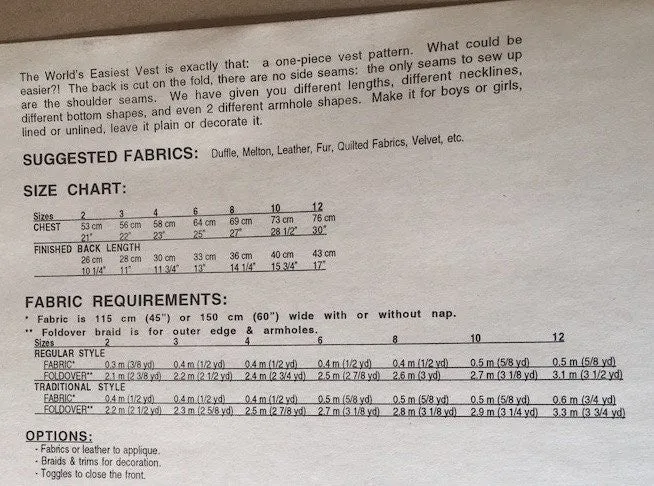 The World's Easiest Vest is exactly that: a one-piece vest pattern. What could be
easier?! The back is cut on the fold, there are no side seams: the only seams to sew up
are the shoulder seams. We have given you different lengths, different necklines,
different bottom shapes, and even 2 different armhole shapes. Make it for boys or girls,
lined or unlined, leave it plain or decorate it.
SUGGESTED FABRICS: Duffle, Melton, Leather, Fur, Quilted Fabrics, Velvet, etc.
SIZE CHART:
Sizes 2 3 4 6 8 10 12
CHEST 53 cm 56 cm 58 cm 64 cm 69 cm 73 cm 76 cm
21" 22" 23" 25" 27" 28 1/2" 30"
FINISHED BACK LENGTH
26 cm 28 cm 30 cm 33 cm 36 cm 40 cm 43 cm
10 1/4" 11" 11 3/4" 13" 14 1/4" 15 3/4" 17"
FABRIC REQUIREMENTS:
* Fabric is 115 cm (45") or 150 cm (60") wide with or without nap.
** Foldover braid is for outer edge & armholes.
Sizes 2 3 4 6 8 10 12
REGULAR STYLE
FABRIC* 0.3 m (3/8 yd) 0.4 m (1/2 yd) 0.4 m (1/2 yd) 0.4 m (1/2 yd) 0.4 m (1/2 yd) 0.5 m (5/8 yd) 0.5 m (5/8 yd)
FOLDOVER** 2.1 m (2 3/8 yd) 2.2 m (2 1/2 yd) 2.4 m (2 3/4 yd) 2.5 m (2 7/8 yd) 2.6 m (3 yd) 2.7 m (3 1/8 yd) 3.1 m (3 1/2 yd)
TRADITIONAL STYLE
FABRIC* 0.4 m (1/2 yd) 0.4 m (1/2 yd) 0.4 m (1/2 yd) 0.5 m (5/8 yd) 0.5 m (5/8 yd) 0.5 m (5/8 yd) 0.6 m (3/4 yd)
FOLDOVER** 2.2 m (2 1/2 yd) 2.3 m (2 5/8 yd) 2.5 m (2 7/8 yd) 2.7 m (3 1/8 yd) 2.8 m (3 1/8 yd) 2.9 m (3 1/4 yd) 3.3 m (3 3/4 yd)
OPTIONS:
- Fabrics or leather to applique.
- Braids & trims for decoration.
- Toggles to close the front.